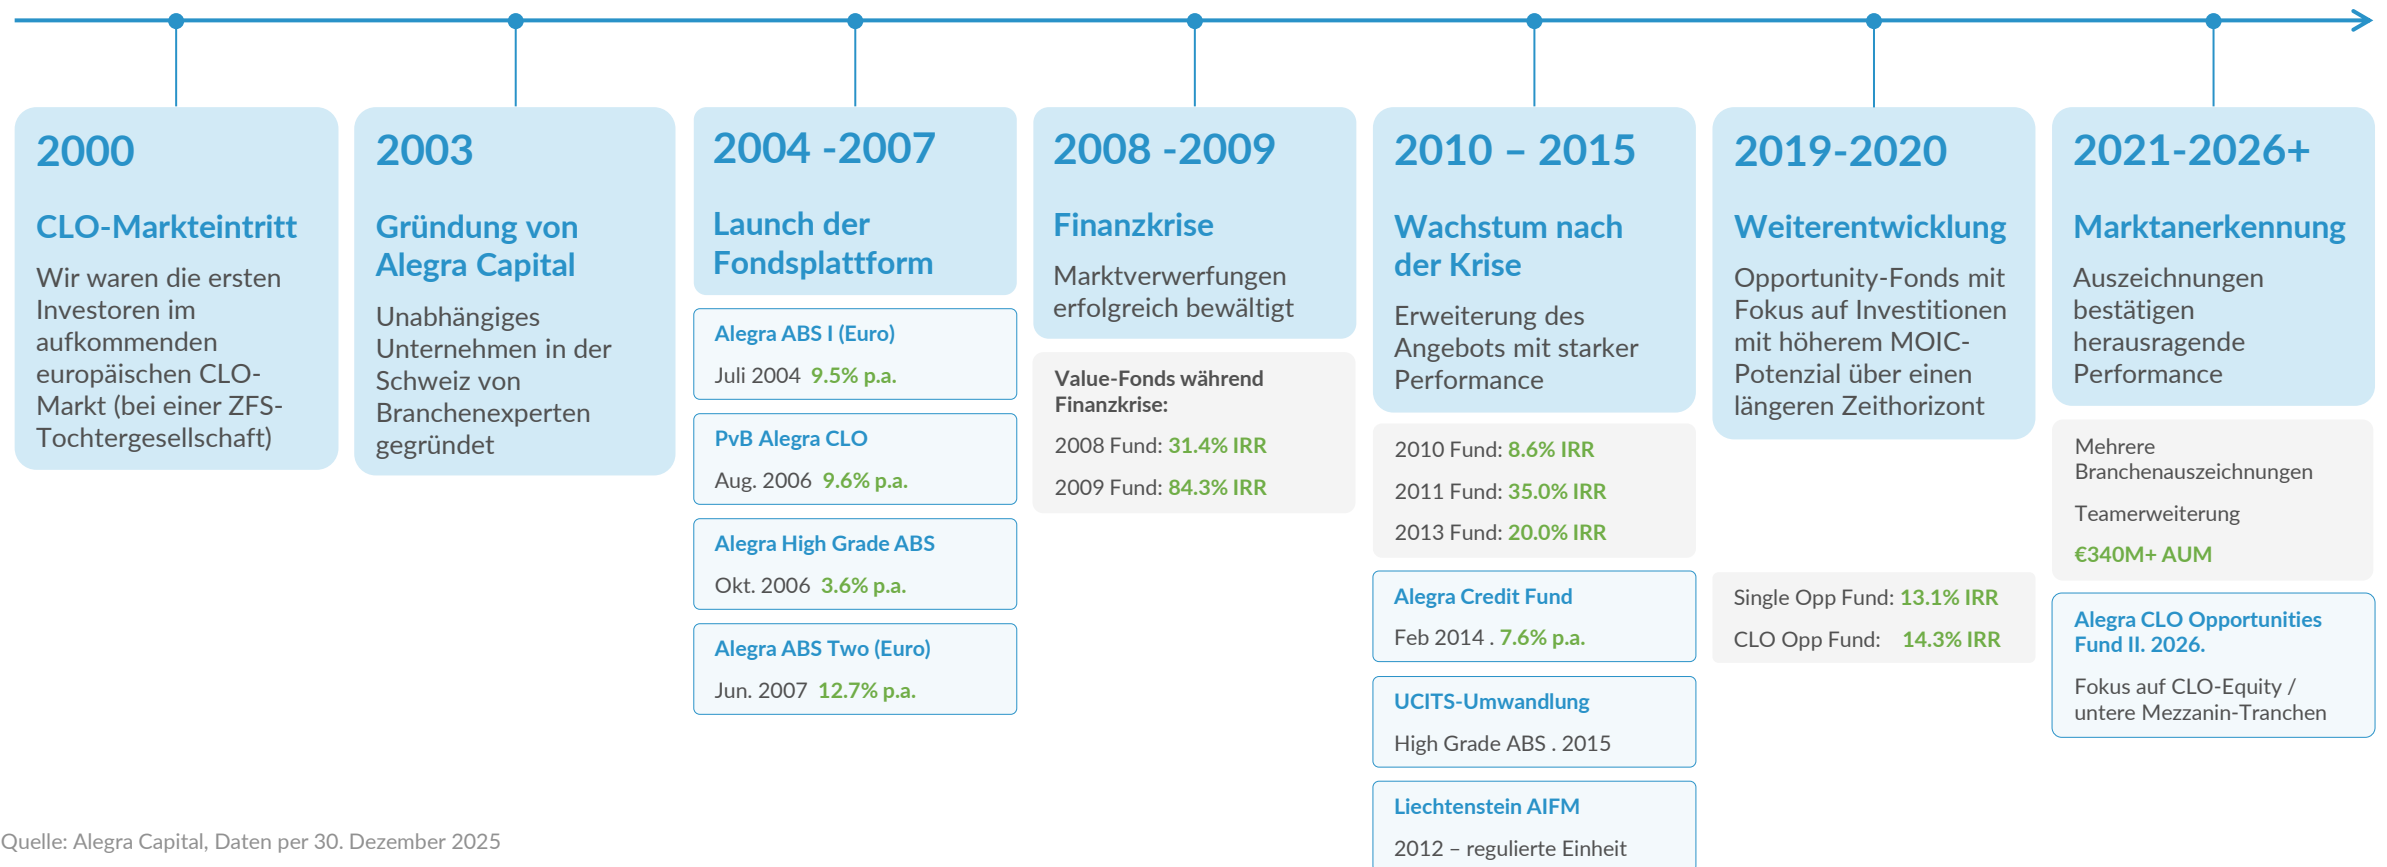 2000
CLO-Markteintritt
Wir waren die ersten
Investoren im
aufkommenden
europäischen CLO-
Markt (bei einer ZFS-
Tochtergesellschaft)
2003
Gründung von
Alegra Capital
Unabhängiges
Unternehmen in der
Schweiz von
Branchenexperten
gegründet
2004 -2007
Launch der
Fondsplattform
Alegra ABS I (Euro)
Juli 2004 9.5% p.a.
PvB Alegra CLO
Aug. 2006 9.6% p.a.
Alegra High Grade ABS
Okt. 2006 3.6% p.a.
Alegra ABS Two (Euro)
Jun. 2007 12.7% p.a.
2008 -2009
Finanzkrise
Marktverwerfungen
erfolgreich bewältigt
Value-Fonds während
Finanzkrise:
2008 Fund: 31.4% IRR
2009 Fund: 84.3% IRR
2010 – 2015
Wachstum nach
der Krise
Erweiterung des
Angebots mit starker
Performance
2010 Fund: 8.6% IRR
2011 Fund: 35.0% IRR
2013 Fund: 20.0% IRR
Alegra Credit Fund
Feb 2014 . 7.6% p.a.
UCITS-Umwandlung
High Grade ABS . 2015
Liechtenstein AIFM
2012 – regulierte Einheit
2019-2020
Weiterentwicklung
Opportunity-Fonds mit
Fokus auf Investitionen
mit höherem MOIC-
Potenzial über einen
längeren Zeithorizont
Single Opp Fund: 13.1% IRR
CLO Opp Fund: 14.3% IRR
2021-2026+
Marktanerkennung
Auszeichnungen
bestätigen
herausragende
Performance
Mehrere
Branchenauszeichnungen
Teamerweiterung
€340M+ AUM
Alegra CLO Opportunities
Fund II. 2026.
Fokus auf CLO-Equity /
untere Mezzanin-Tranchen
Quelle: Alegra Capital, Daten per 30. Dezember 2025